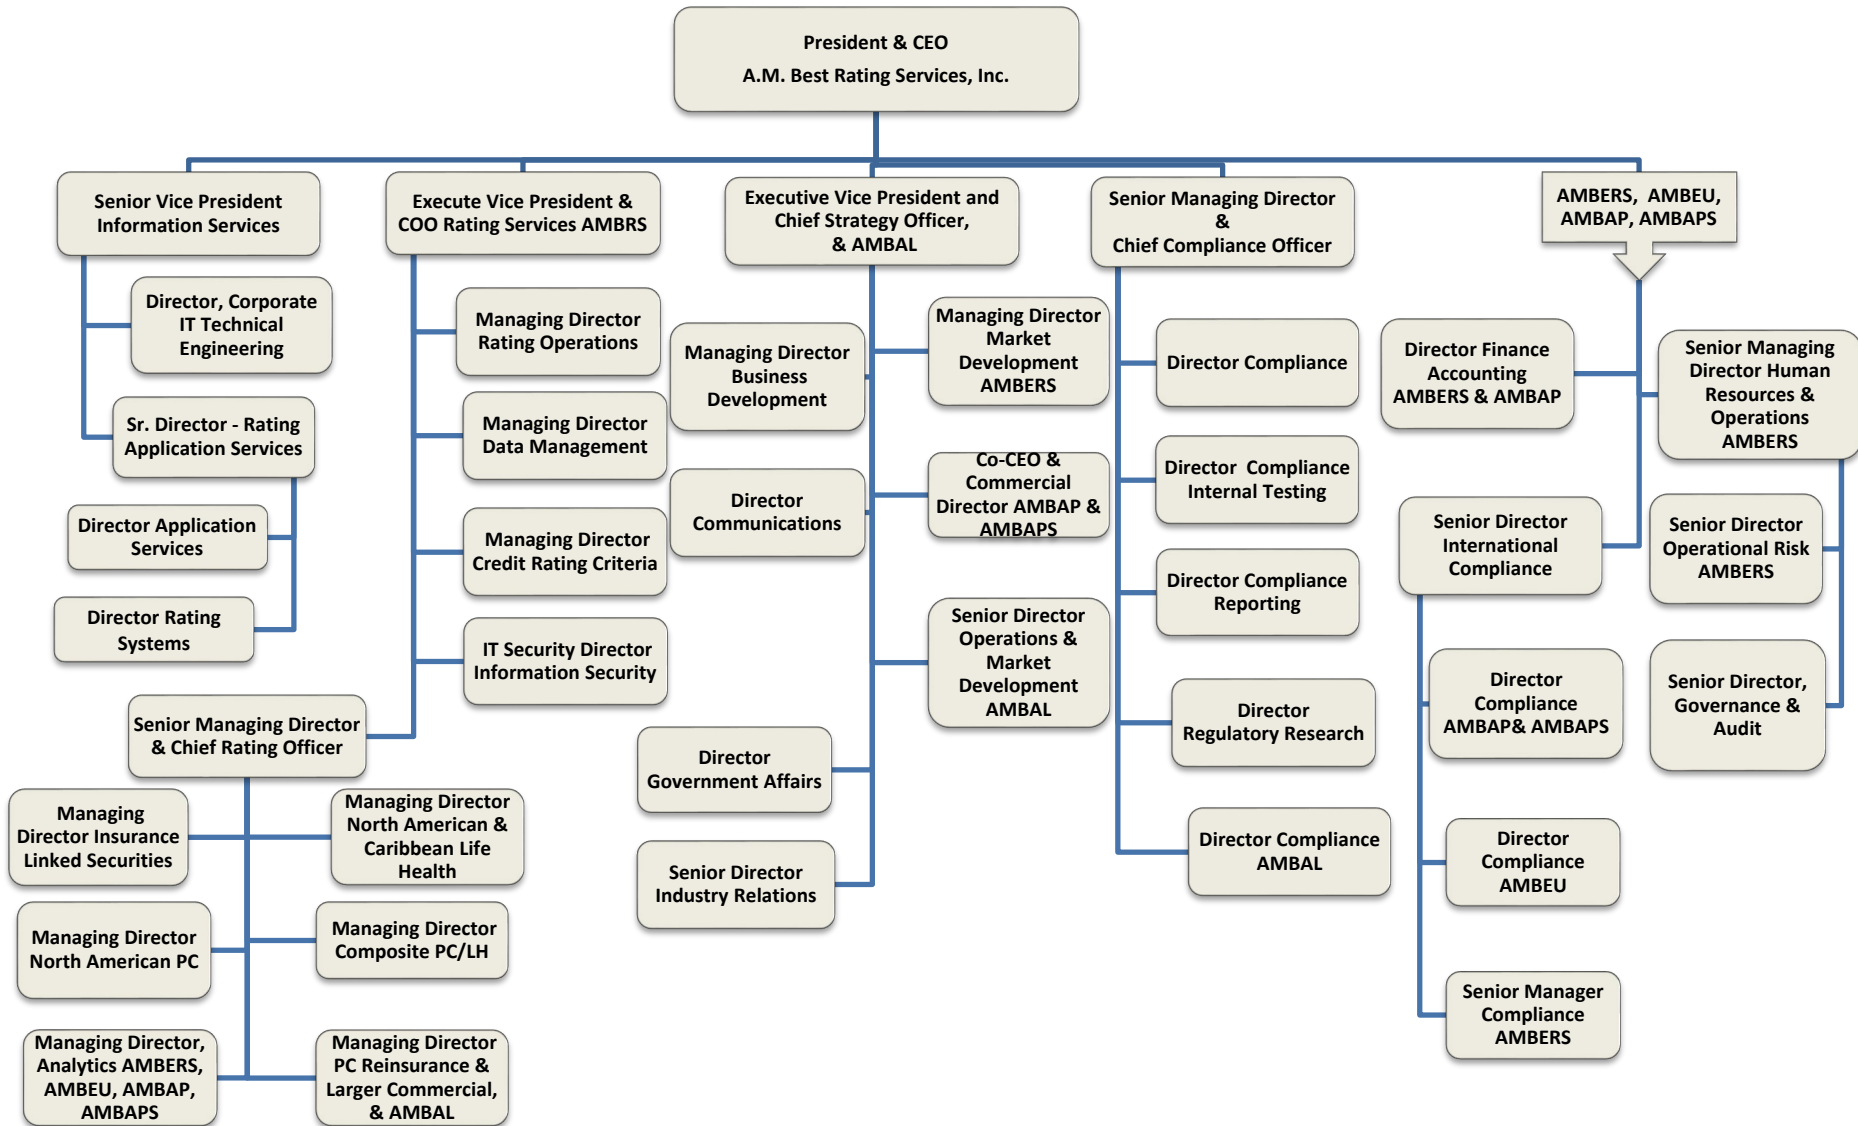 President & CEO
A.M. Best Rating Services, Inc.
Senior Vice President
Information Services
Execute Vice President &
COO Rating Services AMBRS
Executive Vice President and
Chief Strategy Officer,
& AMBAL
Senior Managing Director
&
Chief Compliance Officer
AMBERS, AMBEU,
AMBAP, AMBAPS
Director, Corporate
IT Technical
Engineering
Sr. Director - Rating
Application Services
Director Application
Services
Director Rating
Systems
Managing Director
Rating Operations
Managing Director
Data Management
Managing Director
Credit Rating Criteria
IT Security Director
Information Security
Senior Managing Director
& Chief Rating Officer
Managing
Director Insurance
Linked Securities
Managing Director
North American &
Caribbean Life
Health
Managing Director
North American PC
Managing Director
Composite PC/LH
Managing Director,
Analytics AMBERS,
AMBEU, AMBAP,
AMBAPS
Managing Director
PC Reinsurance &
Larger Commercial,
& AMBAL
Managing Director
Business
Development
Managing Director
Market
Development
AMBERS
Director
Communications
Co-CEO &
Commercial
Director AMBAP &
AMBAPS
Senior Director
Operations &
Market
Development
AMBAL
Director
Government Affairs
Senior Director
Industry Relations
Director Compliance
Director  Compliance
Internal Testing
Director Compliance
Reporting
Director
Regulatory Research
Director Compliance
AMBAL
Director Finance
Accounting
AMBERS & AMBAP
Senior Managing
Director Human
Resources &
Operations
AMBERS
Senior Director
International
Compliance
Senior Director
Operational Risk
AMBERS
Director
Compliance
AMBAP& AMBAPS
Senior Director,
Governance &
Audit
Director
Compliance
AMBEU
Senior Manager
Compliance
AMBERS